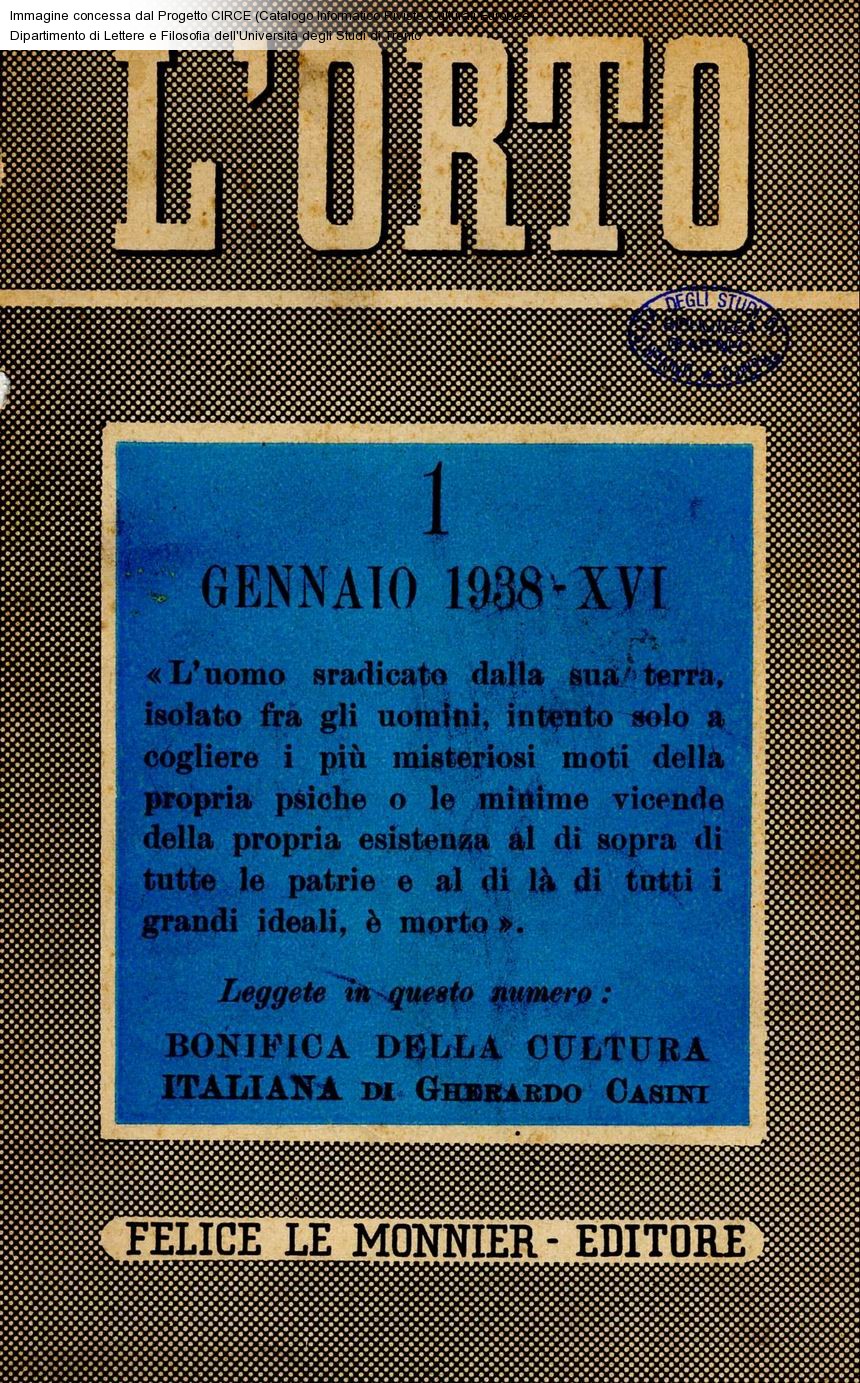 Immagine concessa dal Progetto CIRCE (Catalogo Informatico Riviste Culturali Europee)
Dipartimento di Lettere e Filosofia dell'Università degli Studi di Trento
L'ORTO
DEGLI STUDI DI
BIBLIOTECA
1
GENNAIO 1938-XVI
«L'uomo sradicato dalla sua terra,
isolato fra gli uomini, intento solo a
cogliere i più misteriosi moti della
propria psiche o le minime vicende
della propria esistenza al di sopra di
tutte le patrie e al di là di tutti i
grandi ideali, è morto».
Leggete in questo numero:
BONIFICA DELLA CULTURA
ITALIANA DI GHERARDO CASINI
FELICE LE MONNIER - EDITORE